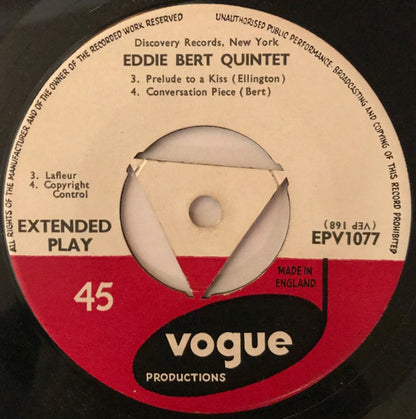 ALL RIGHTS OF THE MANUFACTURER AND OF THE OWNER OF THE RECORDED WORK RESERVED
UNAUTHORISED PUBLIC PERFORMANCE, BROADCASTING AND COPYING OF THIS RECORD PROHIBITED
Discovery Records, New York
EDDIE BERT QUINTET
3. Prelude to a Kiss (Ellington)
4. Conversation Piece (Bert)
3. Lafleur
4. Copyright
Control
EXTENDED
PLAY
(VEP 891)
EPV1077
45
MADE IN
ENGLAND
vogue
PRODUCTIONS